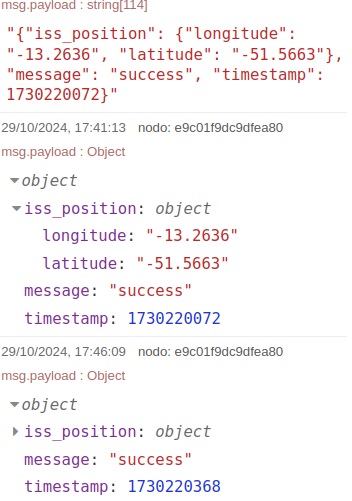 msg.payload : string[114]
"{"iss_position": {"longitude":
"-13.2636", "latitude": "-51.5663"},
"message": "success", "timestamp":
1730220072}"
29/10/2024, 17:41:13 nodo: e9c01f9dc9dfea80
msg.payload : Object
object
iss_position: object
longitude: "-13.2636"
latitude: "-51.5663"
message: "success"
timestamp: 1730220072
29/10/2024, 17:46:09 nodo: e9c01f9dc9dfea80
msg.payload : Object
object
iss_position: object
message: "success"
timestamp: 1730220368